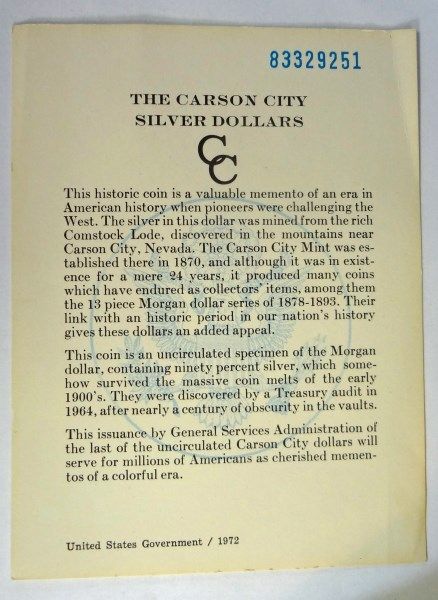 83329251
THE CARSON CITY
SILVER DOLLARS
CC
This historic coin is a valuable memento of an era in
American history when pioneers were challenging the
West. The silver in this dollar was mined from the rich
Comstock Lode, discovered in the mountains near
Carson City, Nevada. The Carson City Mint was es-
tablished there in 1870, and although it was in exist-
ence for a mere 24 years, it produced many coins
which have endured as collectors' items, among them
the 13 piece Morgan dollar series of 1878-1893. Their
link with an historic period in our nation's history
gives these dollars an added appeal.
This coin is an uncirculated specimen of the Morgan
dollar, containing ninety percent silver, which some-
how survived the massive coin melts of the early
1900's. They were discovered by a Treasury audit in
1964, after nearly a century of obscurity in the vaults.
This issuance by General Services Administration of
the last of the uncirculated Carson City dollars will
serve for millions of Americans as cherished memen-
tos of a colorful era.
United States Government / 1972